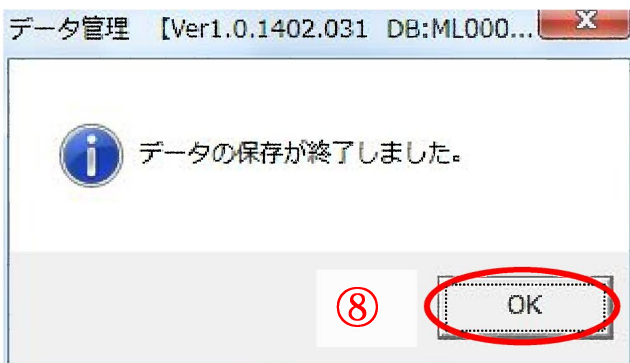 データ管理 【Ver1.0.1402.031 DB:ML000...
データの保存が終了しました。
⑧ OK